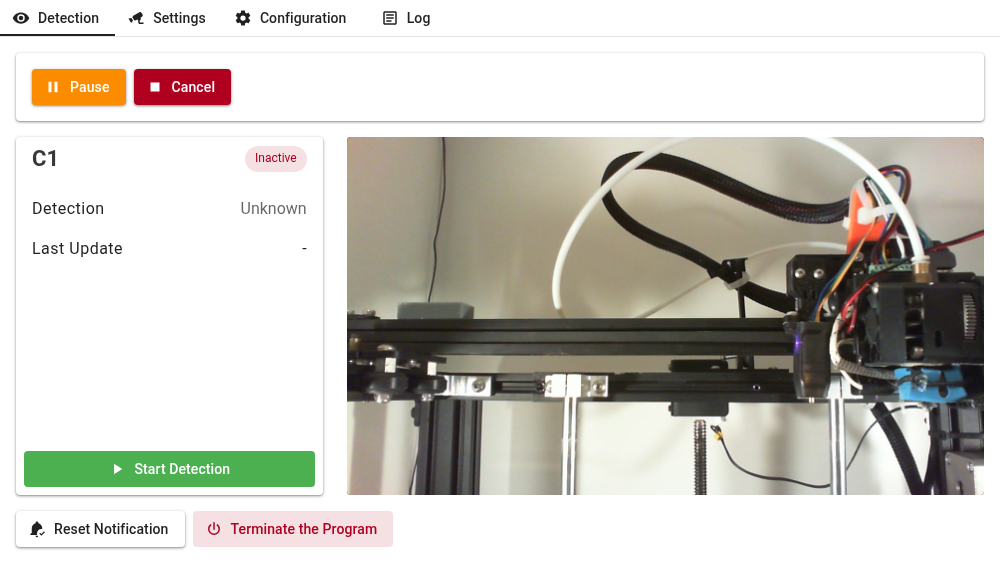 Detection Settings Configuration Log
Pause Cancel
C1 Inactive
Detection Unknown
Last Update -
Start Detection
Reset Notification Terminate the Program